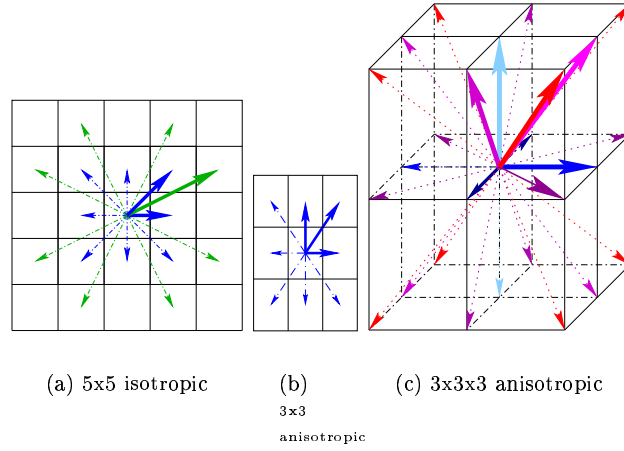 (a) 5x5 isotropic
(b)
3x3
anisotropic
(c) 3x3x3 anisotropic